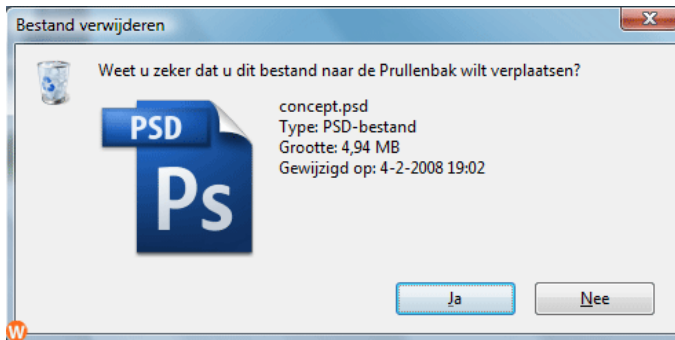 Bestand verwijderen
Weet u zeker dat u dit bestand naar de Prullenbak wilt verplaatsen?
PSD
Ps
concept.psd
Type: PSD-bestand
Grootte: 4,94 MB
Gewijzigd op: 4-2-2008 19:02
Ja
Nee
W